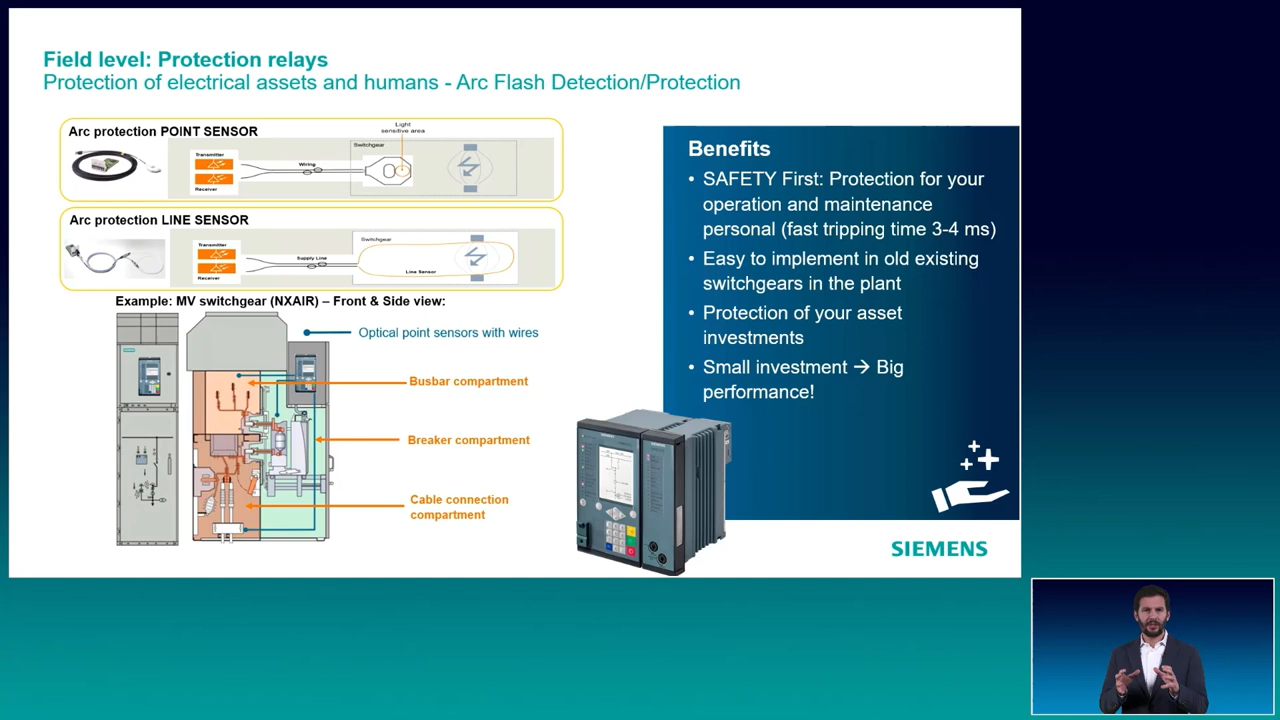 Field level: Protection relays
Protection of electrical assets and humans - Arc Flash Detection/Protection
Arc protection POINT SENSOR
Light
sensitive area
Transmitter
Receiver
Wiring
Switchgear
Arc protection LINE SENSOR
Transmitter
Receiver
Supply Line
Switchgear
Line Sensor
Example: MV switchgear (NXAIR) – Front & Side view:
Optical point sensors with wires
Busbar compartment
Breaker compartment
Cable connection
compartment
Benefits
• SAFETY First: Protection for your
operation and maintenance
personal (fast tripping time 3-4 ms)
• Easy to implement in old existing
switchgears in the plant
• Protection of your asset
investments
• Small investment → Big
performance!
SIEMENS